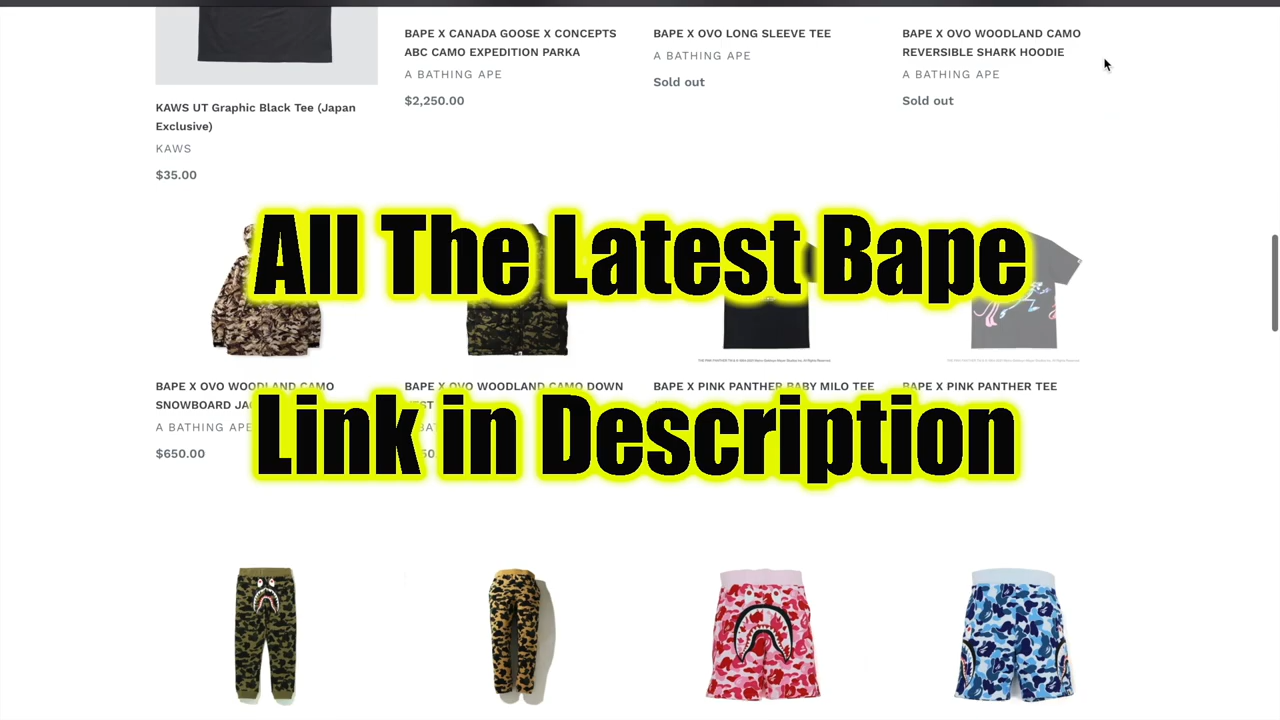 BAPE X CANADA GOOSE X CONCEPTS
ABC CAMO EXPEDITION PARKA
A BATHING APE
$2,250.00
BAPE X OVO LONG SLEEVE TEE
A BATHING APE
Sold out
BAPE X OVO WOODLAND CAMO
REVERSIBLE SHARK HOODIE
A BATHING APE
Sold out
KAWS UT Graphic Black Tee (Japan
Exclusive)
KAWS
$35.00
All The Latest Bape
BAPE X OVO WOODLAND CAMO
SNOWBOARD
A BATHING APE
$650.00
BAPE X OVO WOODLAND CAMO DOWN
BAPE X PINK PANTHER BABY MILO TEE
BAPE X PINK PANTHER TEE
Link in Description